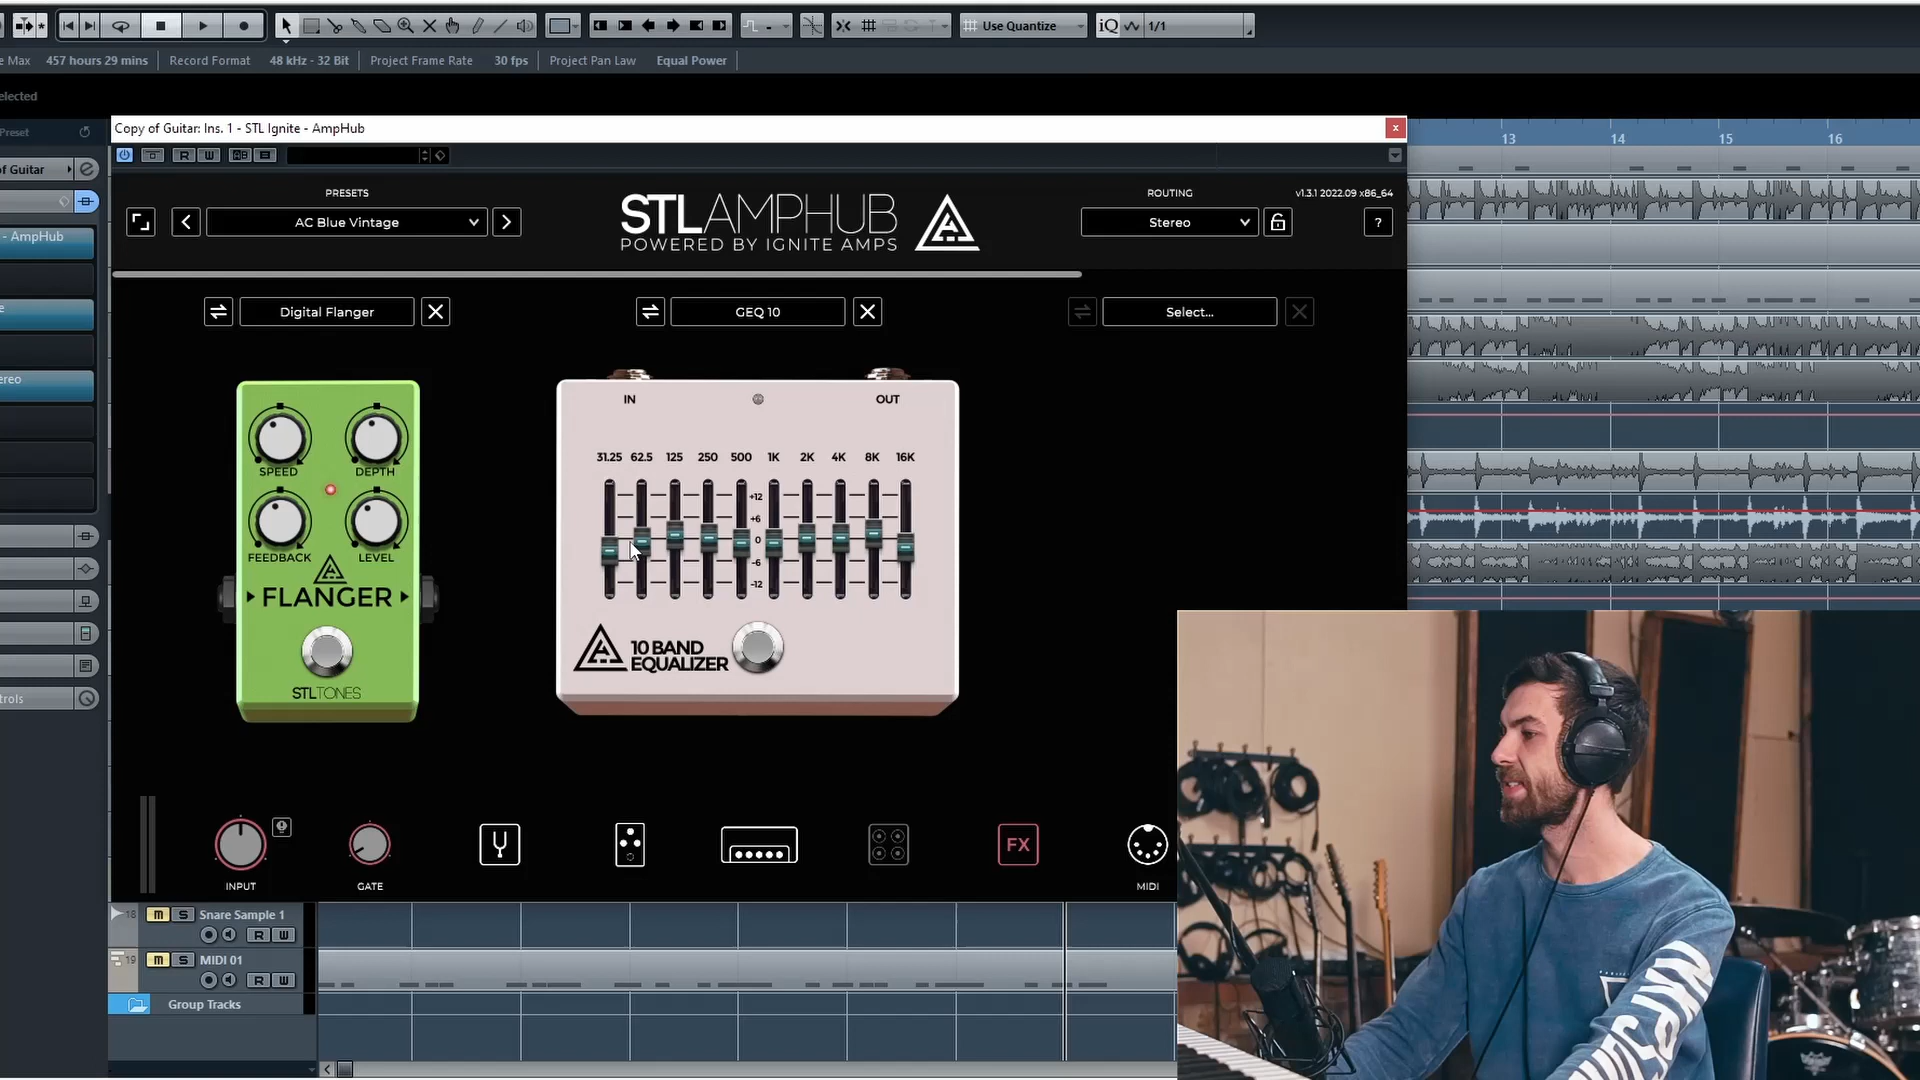 Use Quantize
iQ
1/1
e Max
457 hours 29 mins
Record Format
48 kHz - 32 Bit
Project Frame Rate
30 fps
Project Pan Law
Equal Power
elected
Preset
13
14
15
16
Copy of Guitar: Ins. 1 - STL Ignite - AmpHub
x
R W
of Guitar
PRESETS
AC Blue Vintage
STL AMPHUB
POWERED BY IGNITE AMPS
ROUTING
Stereo
v1.3.1 2022.09 x86_64
?
- AmpHub
e
ereo
trols
Digital Flanger
X
GEQ 10
X
Select...
SPEED
DEPTH
FEEDBACK
LEVEL
FLANGER
STLTONES
IN
OUT
31.25 62.5 125 250 500 1K 2K 4K 8K 16K
+12
+6
0
-6
-12
10 BAND
EQUALIZER
INPUT
GATE
FX
MIDI
18
m S Snare Sample 1
R W
19
m S MIDI 01
R W
Group Tracks